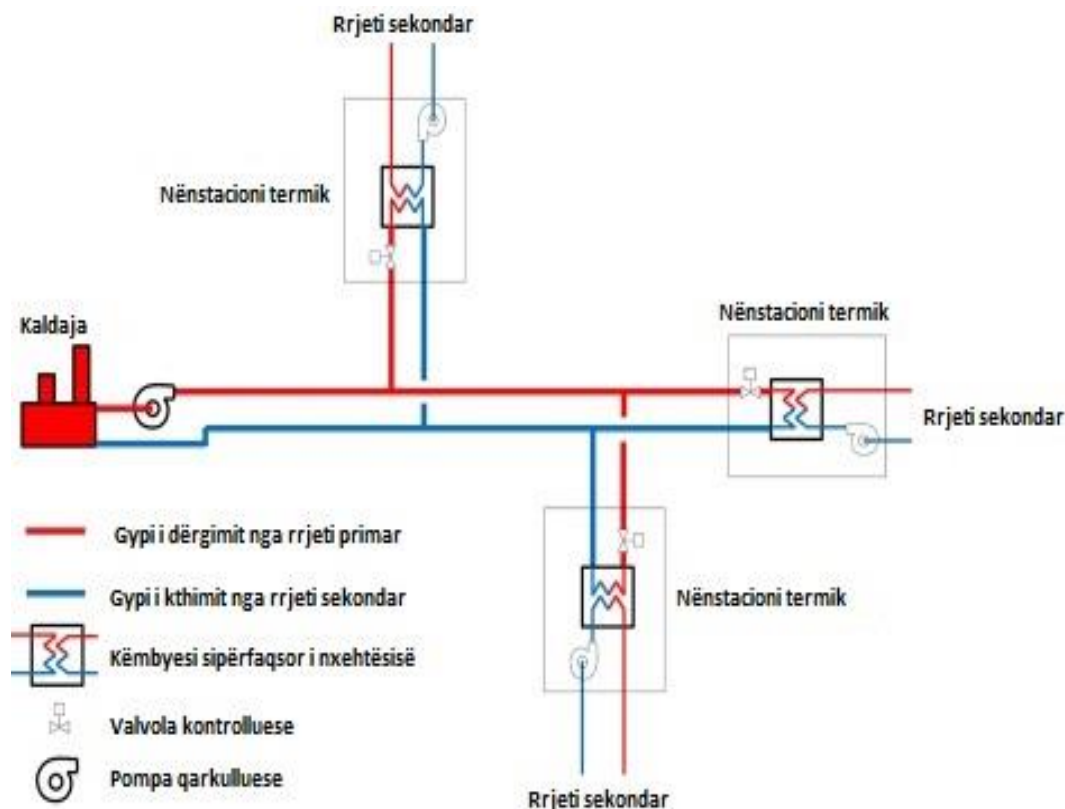 Rrjeti sekondar
Nënstacioni termik
Kaldaja
Nënstacioni termik
Rrjeti sekondar
Gypi i dërgimit nga rrjeti primar
Gypi i kthimit nga rrjeti sekondar
Nënstacioni termik
Këmbyesi sipërfaqsor i nxehtësisë
Valvola kontrolluese
Pompa qarkulluese
Rrjeti sekondar